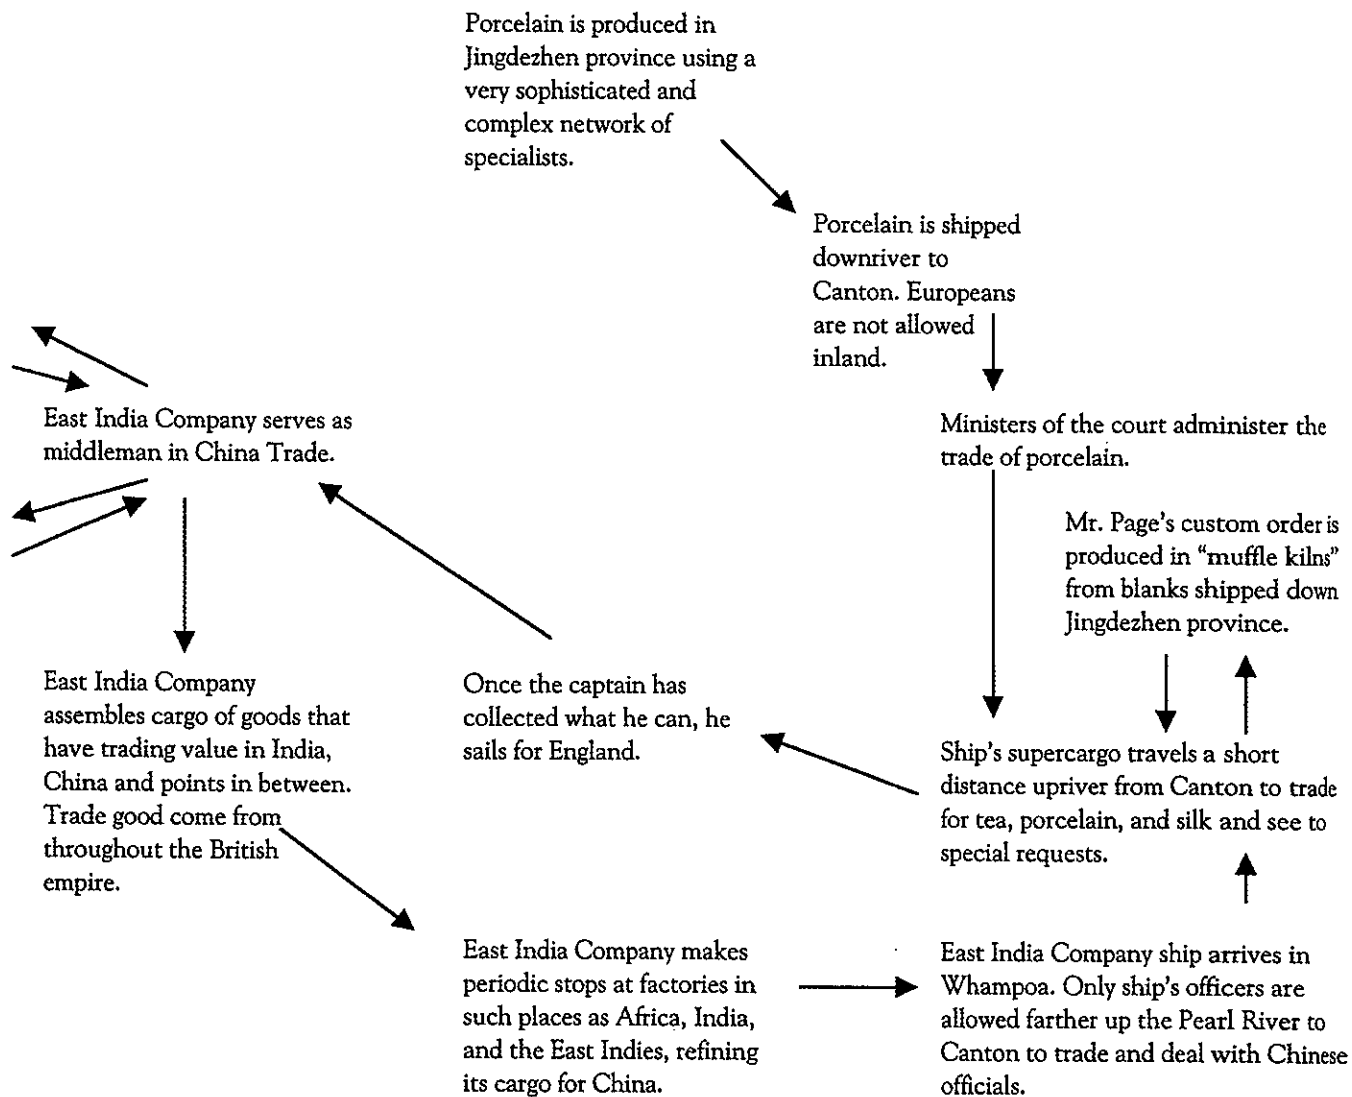 Porcelain is produced in
Jingdezhen province using a
very sophisticated and
complex network of
specialists.
Porcelain is shipped
downriver to
Canton. Europeans
are not allowed
inland.
East India Company serves as
middleman in China Trade.
Ministers of the court administer the
trade of porcelain.
Mr. Page's custom order is
produced in “muffle kilns”
from blanks shipped down
Jingdezhen province.
East India Company
assembles cargo of goods that
have trading value in India,
China and points in between.
Trade good come from
throughout the British
empire.
Once the captain has
collected what he can, he
sails for England.
Ship's supercargo travels a short
distance upriver from Canton to trade
for tea, porcelain, and silk and see to
special requests.
East India Company makes
periodic stops at factories in
such places as Africa, India,
and the East Indies, refining
its cargo for China.
East India Company ship arrives in
Whampoa. Only ship's officers are
allowed farther up the Pearl River to
Canton to trade and deal with Chinese
officials.